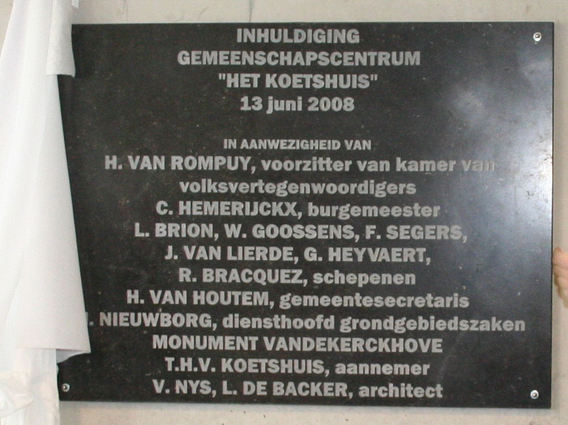 INHULDIGING
GEMEENSCHAPSCENTRUM
"HET KOETSHUIS"
13 juni 2008
IN AANWEZIGHEID VAN
H. VAN ROMPUY, voorzitter van kamer van
volksvertegenwoordigers
C. HEMERIJCKX, burgemeester
L. BRION, W. GOOSSENS, F. SEGERS,
J. VAN LIERDE, G. HEYVAERT,
R. BRACQUEZ, schepenen
H. VAN HOUTEM, gemeentesecretaris
NIEUWBORG, diensthoofd grondgebiedszaken
MONUMENT VANDEKERCKHOVE
T.H.V. KOETSHUIS, aannemer
V. NYS, L. DE BACKER, architect